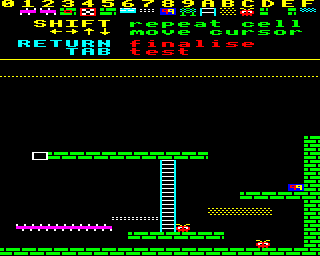 0123456789ABCDEF
SHIFT repeat cell
←→↑↓ move cursor
RETURN finalise
TAB test